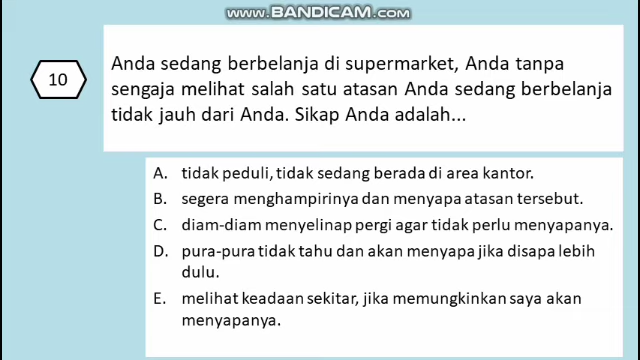 www.BANDICAM.com
10
Anda sedang berbelanja di supermarket, Anda tanpa
sengaja melihat salah satu atasan Anda sedang berbelanja
tidak jauh dari Anda. Sikap Anda adalah...
A. tidak peduli, tidak sedang berada di area kantor.
B. segera menghampirinya dan menyapa atasan tersebut.
C. diam-diam menyelinap pergi agar tidak perlu menyapanya.
D. pura-pura tidak tahu dan akan menyapa jika disapa lebih
dulu.
E. melihat keadaan sekitar, jika memungkinkan saya akan
menyapanya.